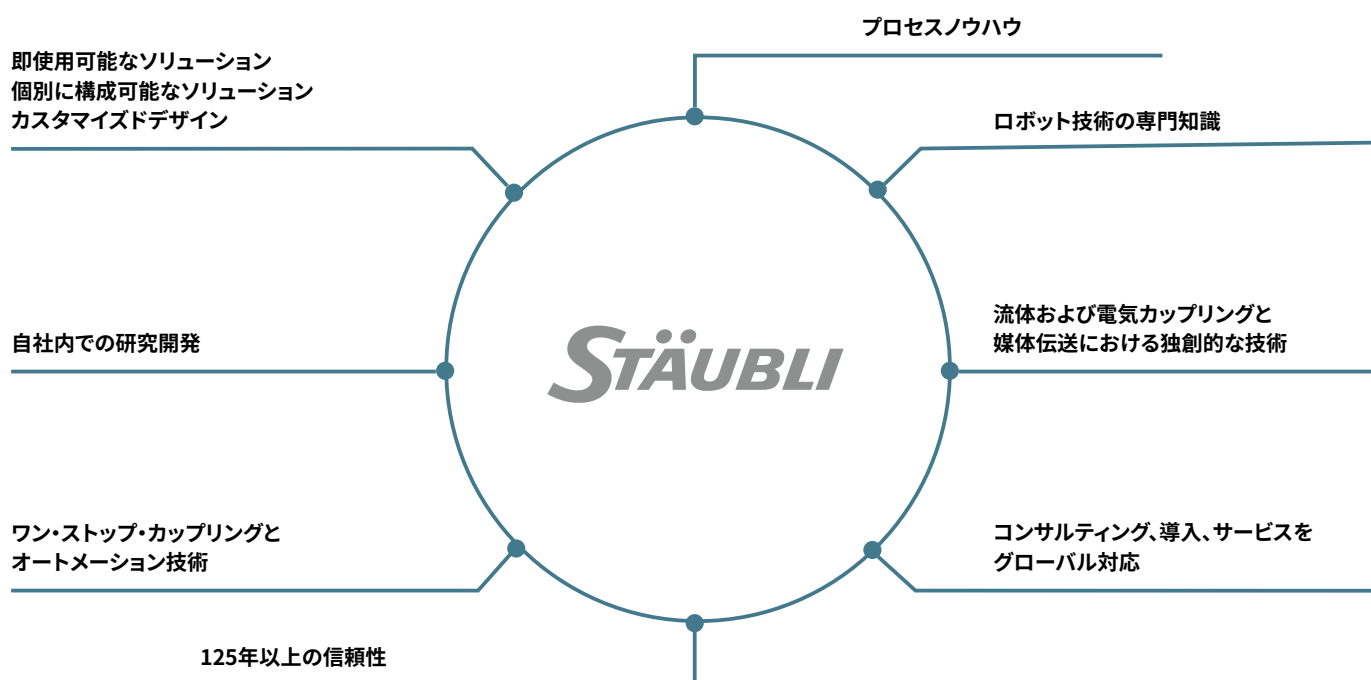 プロセスノウハウ
即使用可能なソリューション
個別に構成可能なソリューション
カスタマイズドデザイン
ロボット技術の専門知識
流体および電気カップリングと
媒体伝送における独創的な技術
自社内での研究開発
STÄUBLI
ワン・ストップ・カップリングと
オートメーション技術
コンサルティング、導入、サービスを
グローバル対応
125年以上の信頼性